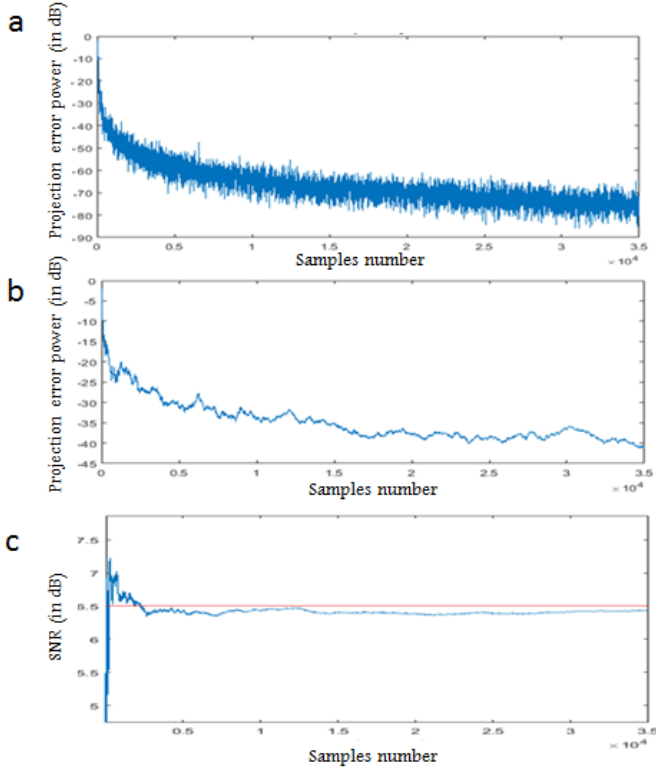 a
Projection error power (in dB)
0
-10
-20
-30
-40
-50
-60
-70
-80
-90
0 0.5 1 1.5 2 2.5 3 3.5
Samples number
× 10⁴
b
Projection error power (in dB)
0
-5
-10
-15
-20
-25
-30
-35
-40
-45
0 0.5 1 1.5 2 2.5 3 3.5
Samples number
× 10⁴
c
SNR (in dB)
7.5
7
6.5
6
5.5
5
0.5 1 1.5 2 2.5 3 3.5
× 10⁴
Samples number